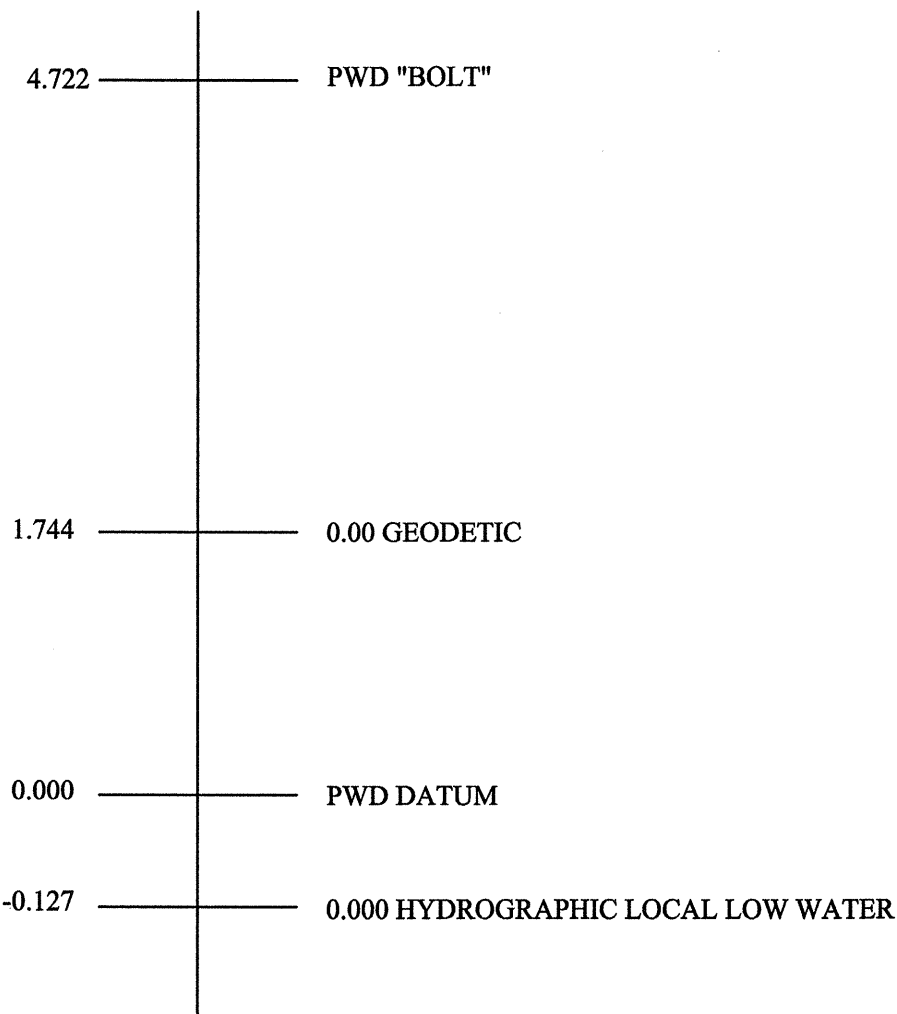 4.722 PWD "BOLT"
1.744 0.00 GEODETIC
0.000 PWD DATUM
-0.127 0.000 HYDROGRAPHIC LOCAL LOW WATER